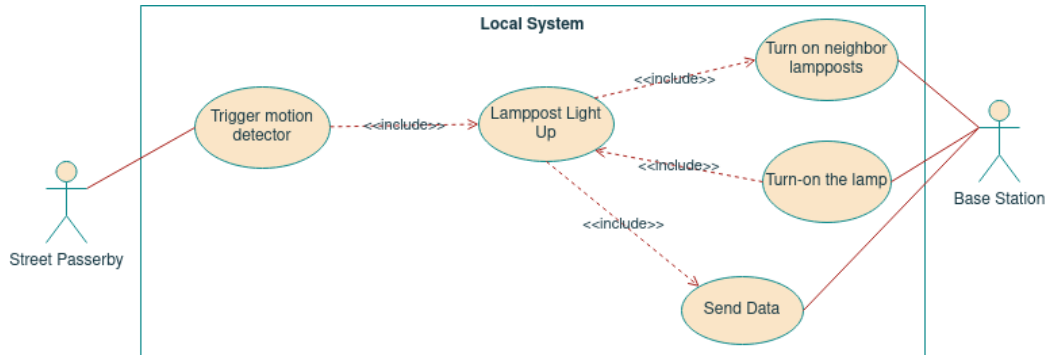 Local System
Turn on neighbor
lampposts
<<include>>
Trigger motion
detector
<<include>>
Lamppost Light
Up
<<include>>
Turn-on the lamp
Base Station
<<include>>
Street Passerby
Send Data